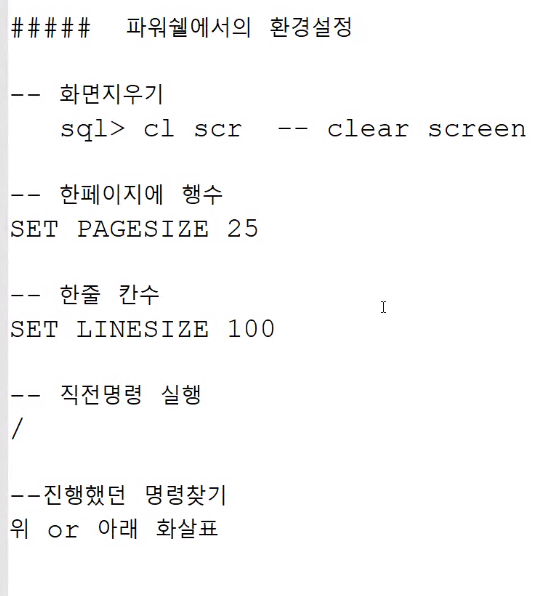 ##### 파워쉘에서의 환경설정
-- 화면지우기
sql> cl scr -- clear screen
-- 한페이지에 행수
SET PAGESIZE 25
-- 한줄 칸수
SET LINESIZE 100
-- 직전명령 실행
/
--진행했던 명령찾기
위 or 아래 화살표